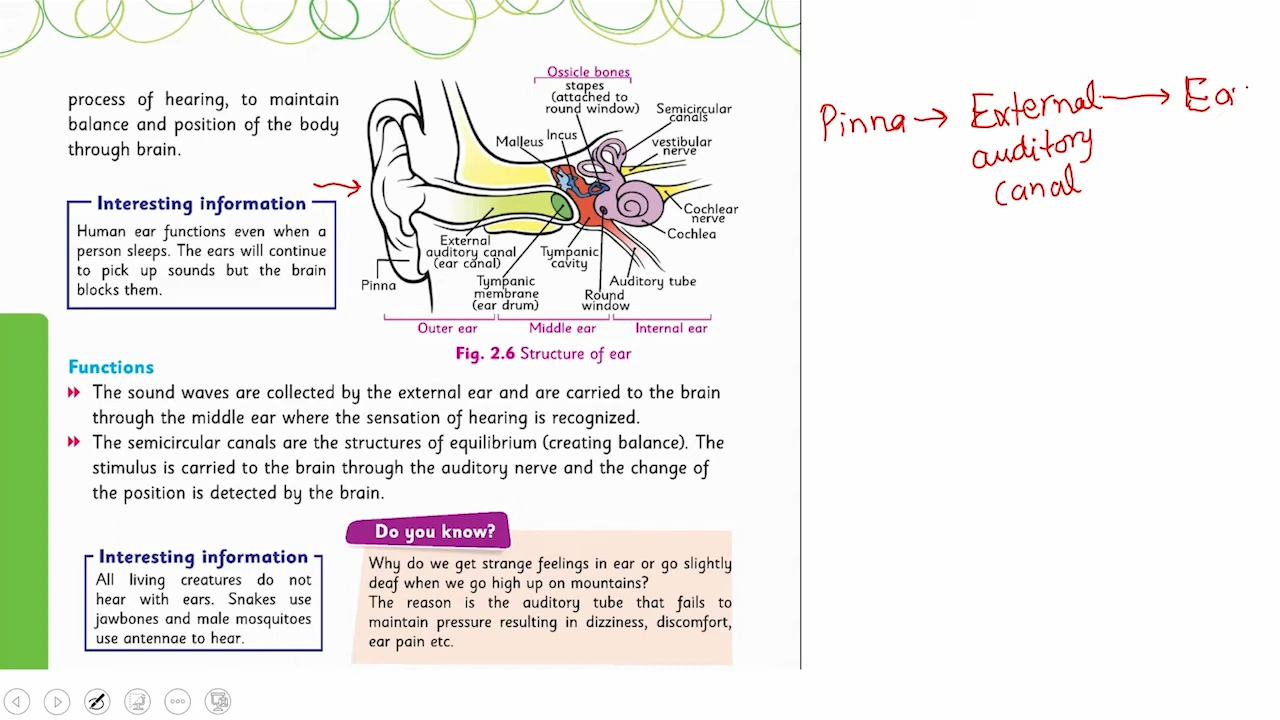 process of hearing, to maintain
balance and position of the body
through brain.
Interesting information
Human ear functions even when a
person sleeps. The ears will continue
to pick up sounds but the brain
blocks them.
Ossicle bones
stapes
(attached to
round window)
Semicircular
canals
Malleus
Incus
vestibular
nerve
Cochlear
nerve
Cochlea
External
auditory canal
(ear canal)
Tympanic
cavity
Auditory tube
Pinna
Tympanic
membrane
(ear drum)
Round
window
Outer ear
Middle ear
Internal ear
Fig. 2.6 Structure of ear
Functions
The sound waves are collected by the external ear and are carried to the brain
through the middle ear where the sensation of hearing is recognized.
The semicircular canals are the structures of equilibrium (creating balance). The
stimulus is carried to the brain through the auditory nerve and the change of
the position is detected by the brain.
Interesting information
All living creatures do not
hear with ears. Snakes use
jawbones and male mosquitoes
use antennae to hear.
Do you know?
Why do we get strange feelings in ear or go slightly
deaf when we go high up on mountains?
The reason is the auditory tube that fails to
maintain pressure resulting in dizziness, discomfort,
ear pain etc.
Pinna → External → Ear
auditory
canal